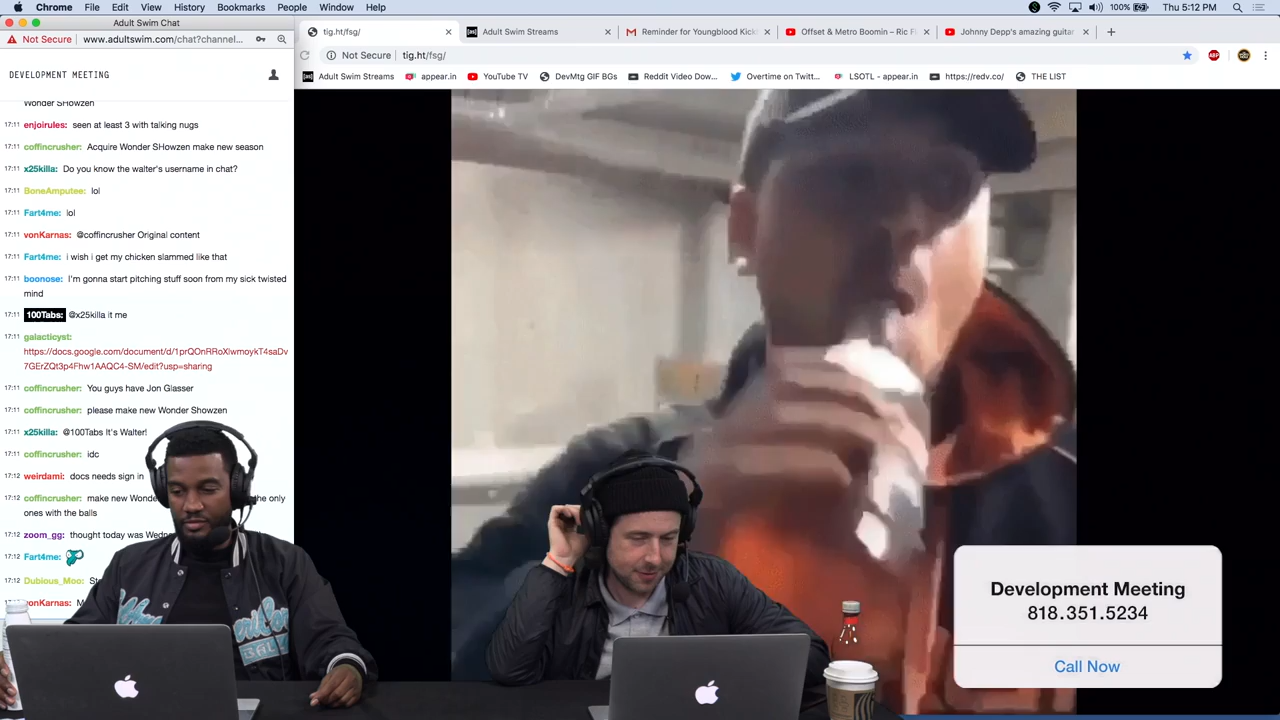 Chrome File Edit View History Bookmarks People Window Help
100% Thu 5:12 PM
Adult Swim Chat
Not Secure www.adultswim.com/chat?channel...
DEVELOPMENT MEETING
Wonder SHowzen
17:11 enjoirules: seen at least 3 with talking nugs
17:11 coffincrusher: Acquire Wonder SHowzen make new season
17:11 x25killa: Do you know the walter's username in chat?
17:11 BoneAmputee: lol
17:11 Fart4me: lol
17:11 vonKarnas: @coffincrusher Original content
17:11 Fart4me: i wish i get my chicken slammed like that
17:11 boonose: I'm gonna start pitching stuff soon from my sick twisted
mind
17:11 100Tabs: @x25killa it me
17:11 galacticyst:
https://docs.google.com/document/d/1prQOnRRoXlwmoykT4saDv
7GErZQt3p4Fhw1AAQC4-SM/edit?usp=sharing
17:11 coffincrusher: You guys have Jon Glasser
17:11 coffincrusher: please make new Wonder Showzen
17:11 x25killa: @100Tabs It's Walter!
17:11 coffincrusher: idc
17:12 weirdami: docs needs sign in
17:12 coffincrusher: make new Wonde the only
ones with the balls
17:12 zoom_gg: thought today was Wedn
17:12 Fart4me:
17:12 Dubious_Moo: St
vonKarnas: M
tig.ht/fsg/
Adult Swim Streams
Reminder for Youngblood Kick
Offset & Metro Boomin – Ric F
Johnny Depp's amazing guitar
Not Secure tig.ht/fsg/
ABP
Adult Swim Streams appear.in YouTube TV DevMtg GIF BGs Reddit Video Dow... Overtime on Twitt... LSOTL - appear.in https://redv.co/ THE LIST
Development Meeting
818.351.5234
Call Now